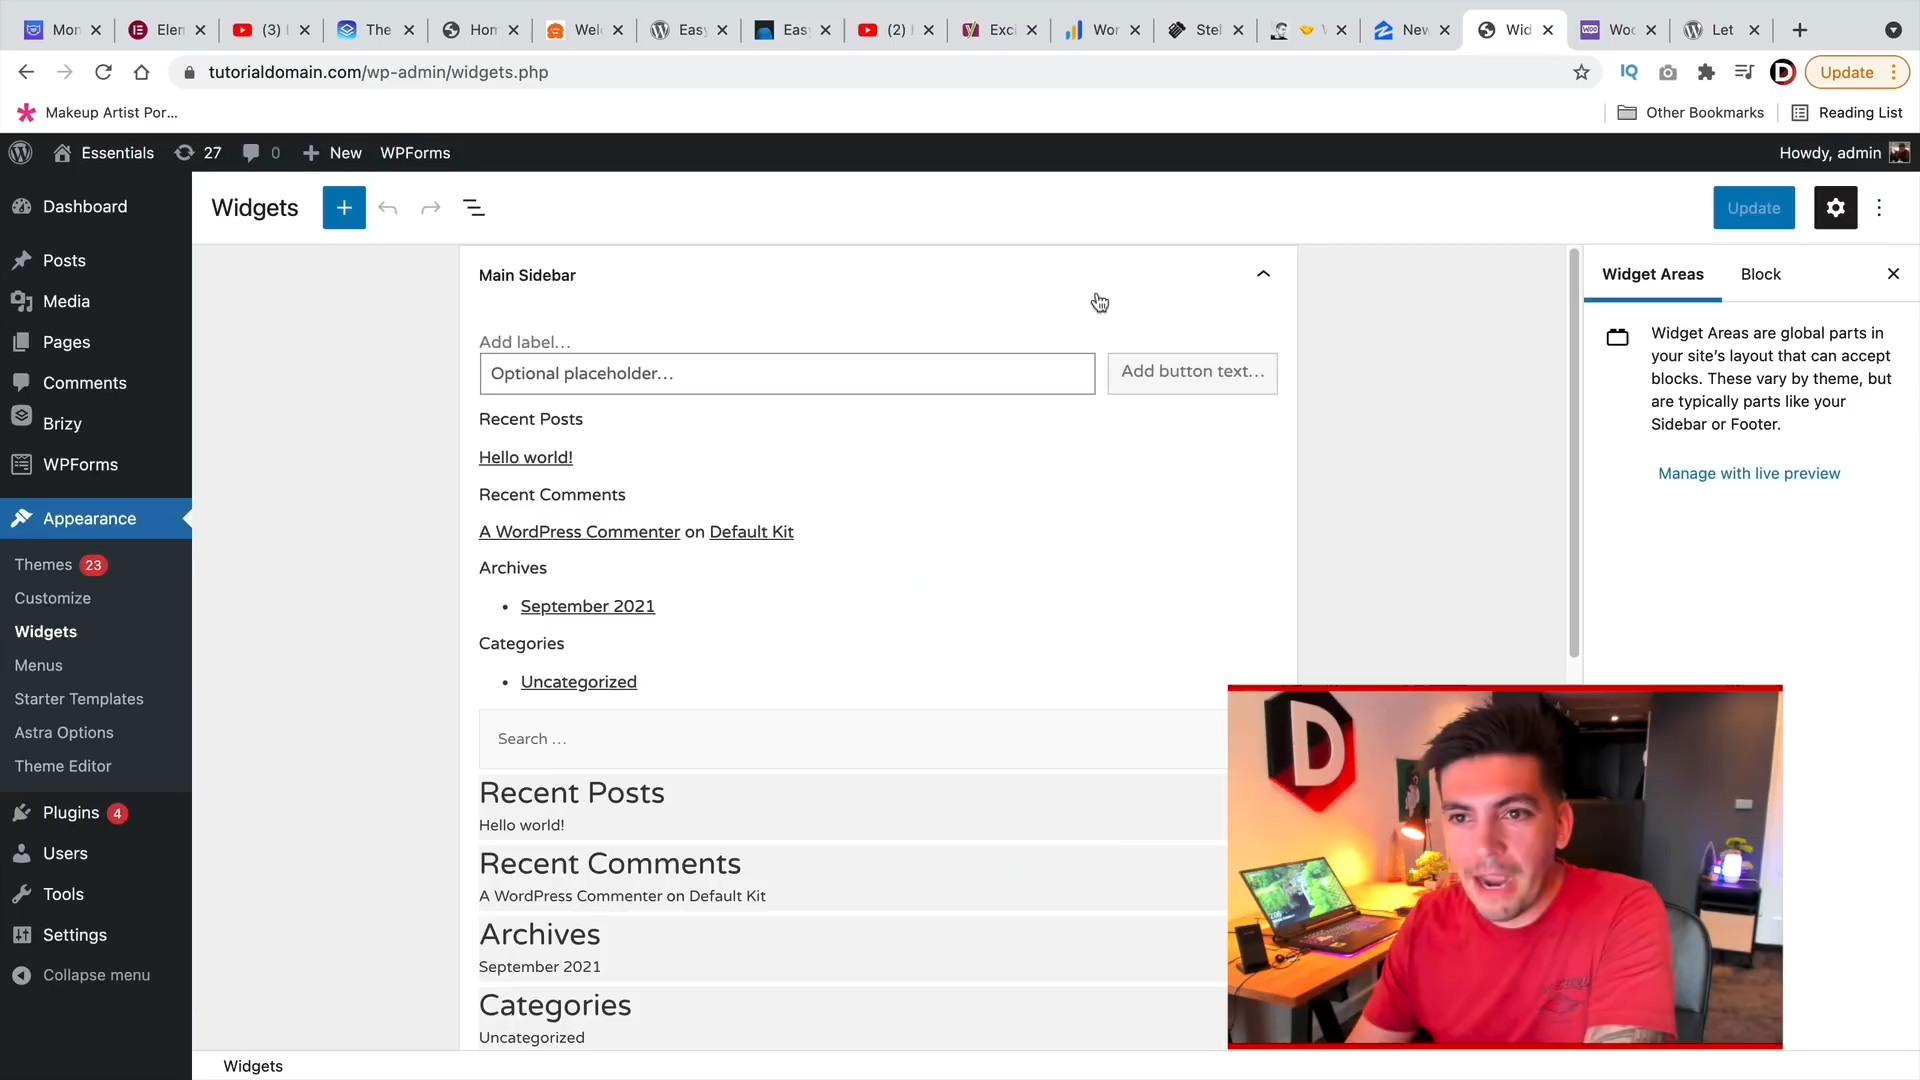 Mon
Elen
(3)
The
Hon
Wel
Easy
Easy
(2)
Exc
Wor
Stel
New
Wid
Woo
Let
tutorialdomain.com/wp-admin/widgets.php
IQ
D
Update
Makeup Artist Por...
Other Bookmarks
Reading List
Essentials
27
0
New
WPForms
Howdy, admin
Dashboard
Posts
Media
Pages
Comments
Brizy
WPForms
Appearance
Themes 23
Customize
Widgets
Menus
Starter Templates
Astra Options
Theme Editor
Plugins 4
Users
Tools
Settings
Collapse menu
Widgets
Update
Main Sidebar
Add label...
Optional placeholder...
Add button text...
Recent Posts
Hello world!
Recent Comments
A WordPress Commenter on Default Kit
Archives
• September 2021
Categories
• Uncategorized
Search ...
Recent Posts
Hello world!
Recent Comments
A WordPress Commenter on Default Kit
Archives
September 2021
Categories
Uncategorized
Widget Areas
Block
Widget Areas are global parts in
your site's layout that can accept
blocks. These vary by theme, but
are typically parts like your
Sidebar or Footer.
Manage with live preview
D
Widgets